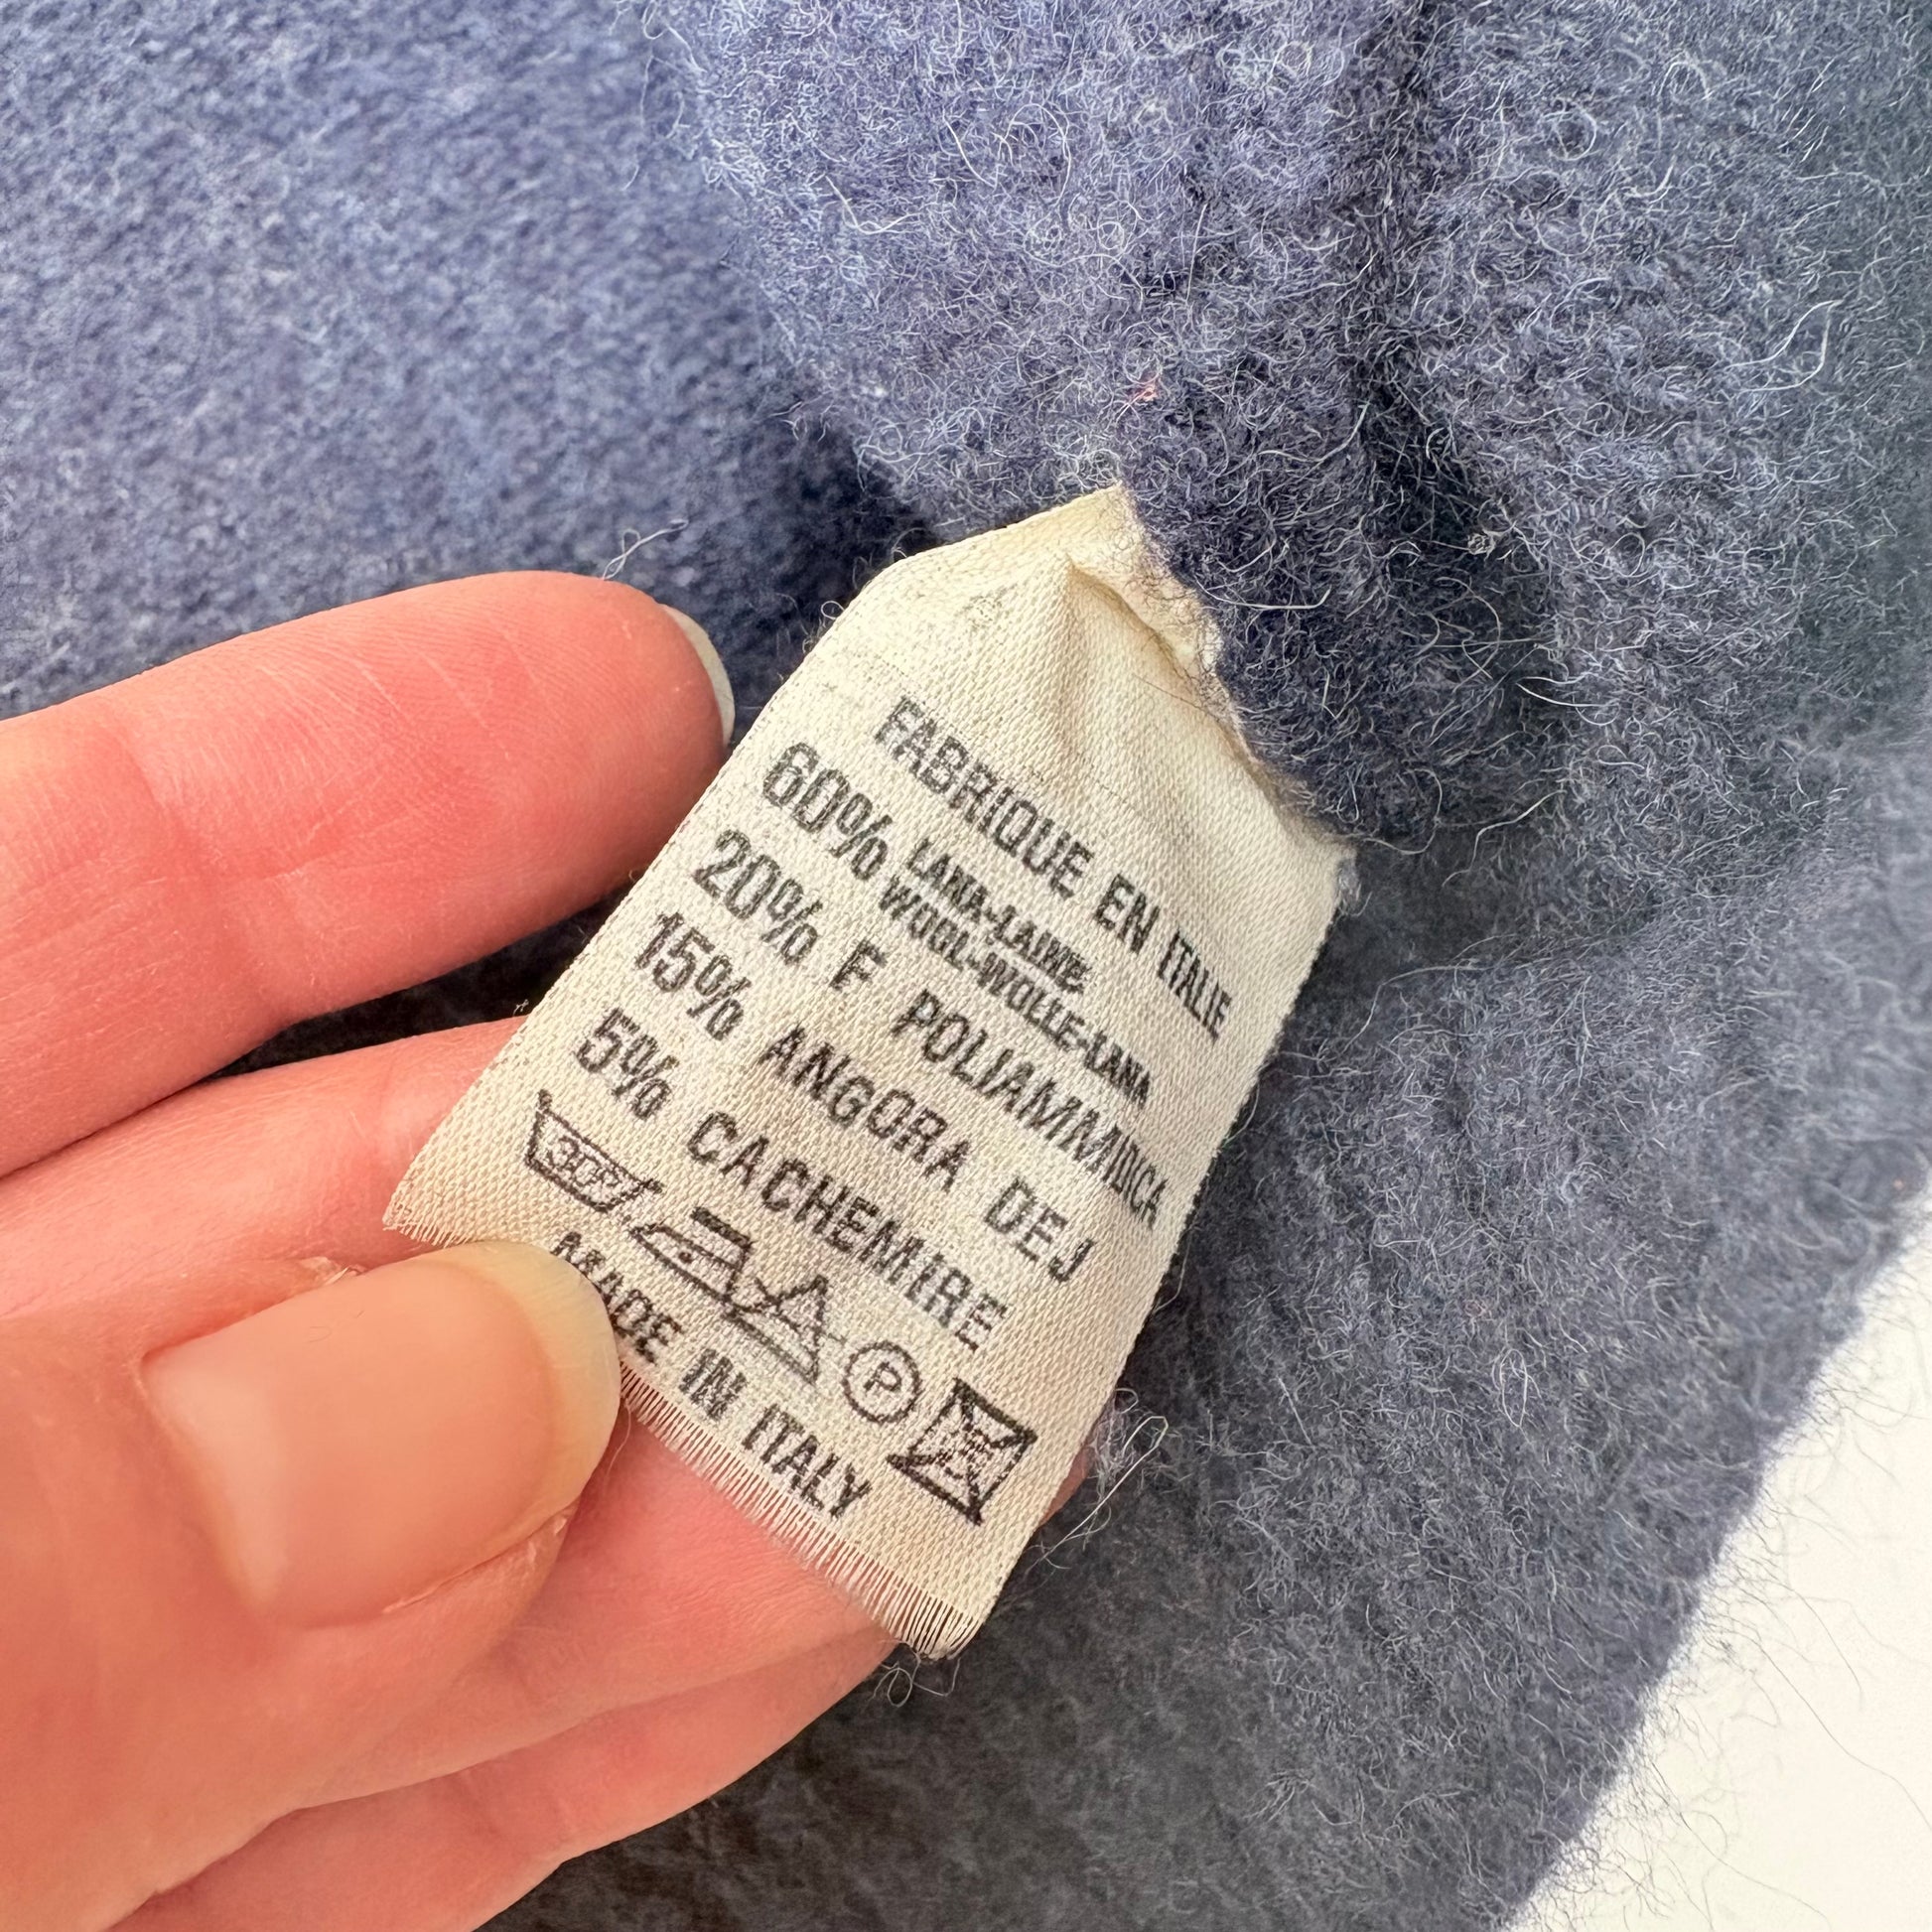 FABRIQUE EN ITALIE
60% LANA-LAINE
WOOL-WOLLE-LANA
20% F POLIAMMIDICA
15% ANGORA DEJ
5% CACHEMIRE
30°
P
MADE IN ITALY